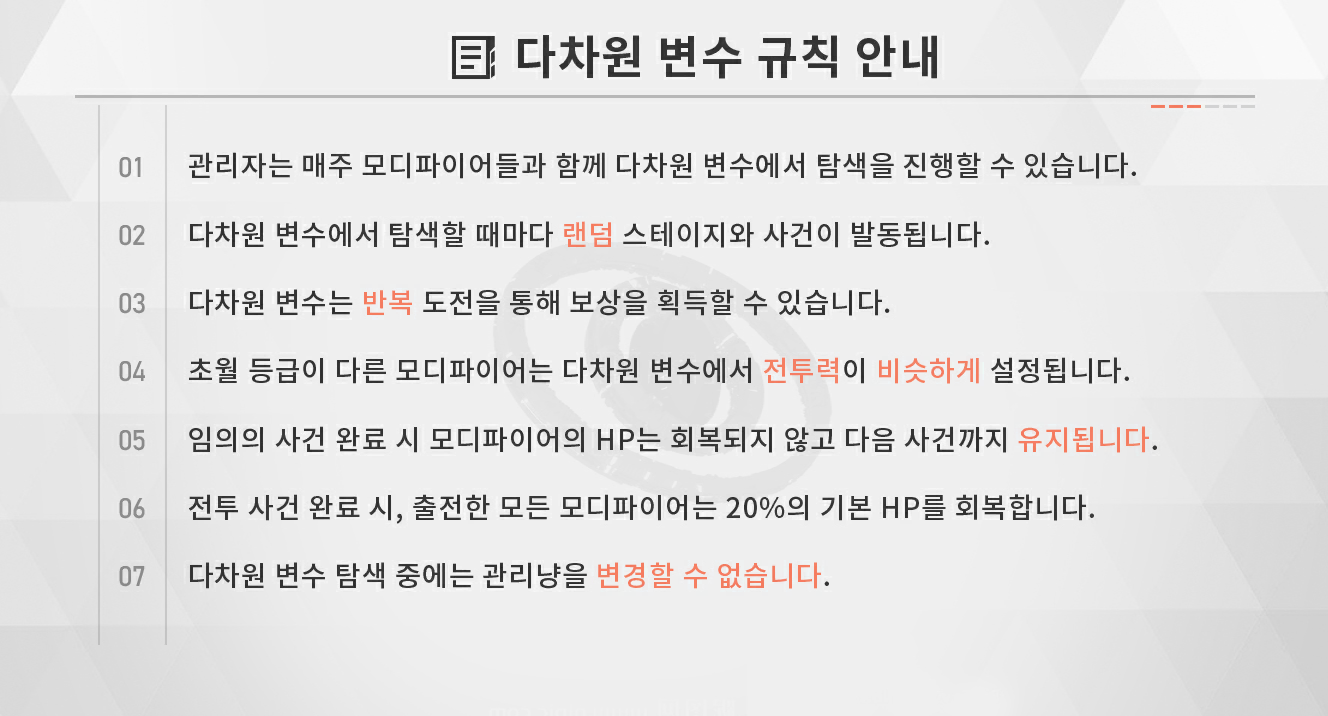 다차원 변수 규칙 안내
01 관리자는 매주 모디파이어들과 함께 다차원 변수에서 탐색을 진행할 수 있습니다.
02 다차원 변수에서 탐색할 때마다 랜덤 스테이지와 사건이 발동됩니다.
03 다차원 변수는 반복 도전을 통해 보상을 획득할 수 있습니다.
04 초월 등급이 다른 모디파이어는 다차원 변수에서 전투력이 비슷하게 설정됩니다.
05 임의의 사건 완료 시 모디파이어의 HP는 회복되지 않고 다음 사건까지 유지됩니다.
06 전투 사건 완료 시, 출전한 모든 모디파이어는 20%의 기본 HP를 회복합니다.
07 다차원 변수 탐색 중에는 관리냥을 변경할 수 없습니다.